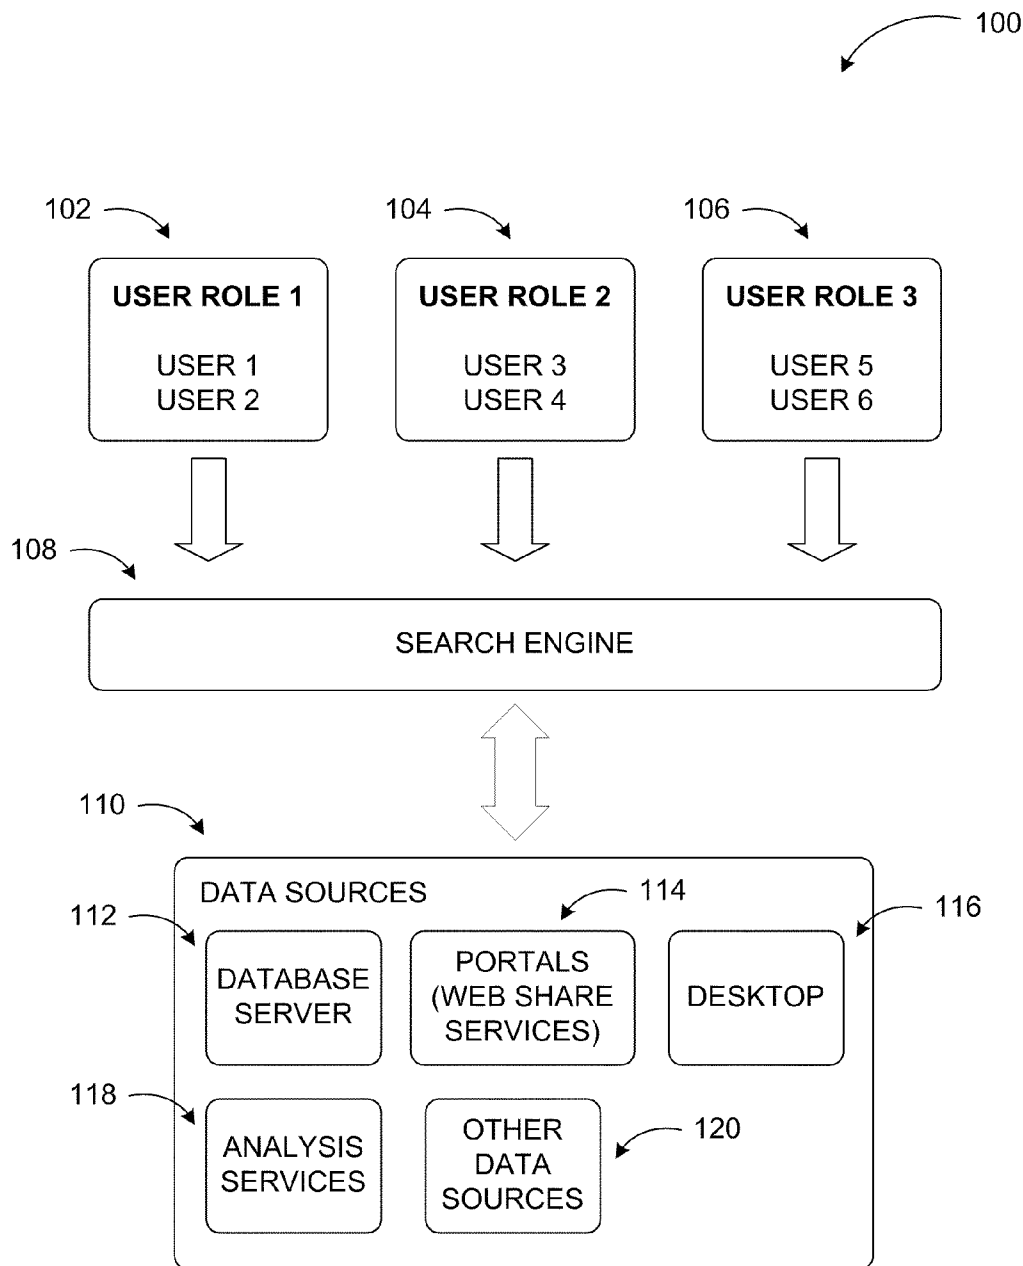 100
102
104
106
USER ROLE 1
USER 1
USER 2
USER ROLE 2
USER 3
USER 4
USER ROLE 3
USER 5
USER 6
108
SEARCH ENGINE
110
DATA SOURCES
112
DATABASE
SERVER
114
PORTALS
(WEB SHARE
SERVICES)
116
DESKTOP
118
ANALYSIS
SERVICES
OTHER
DATA
SOURCES
120